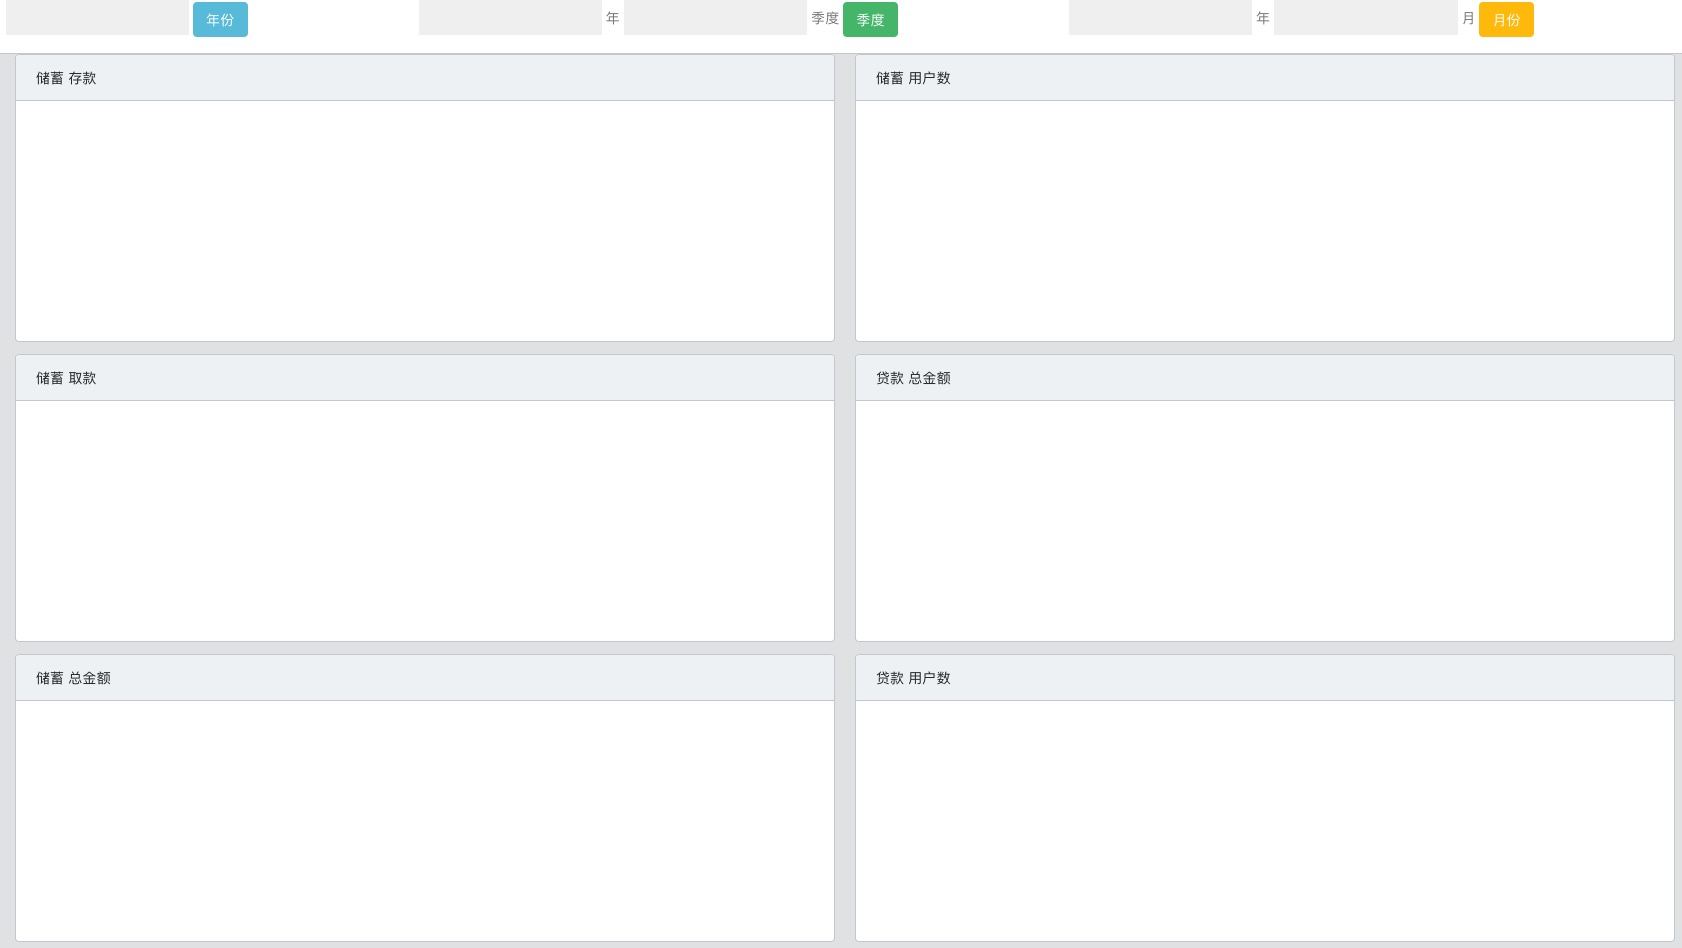 年份 年 季度 季度 年 月 月份
储蓄 存款
储蓄 用户数
储蓄 取款
贷款 总金额
储蓄 总金额
贷款 用户数